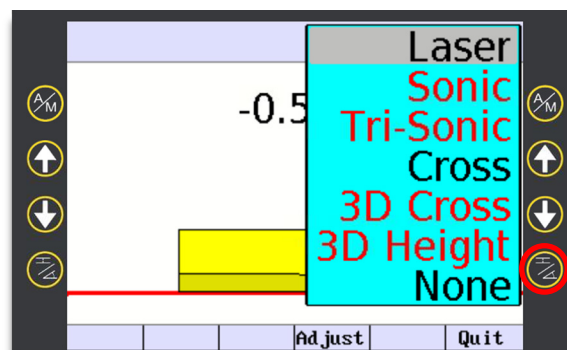 Laser
Sonic
-0.5
Tri-Sonic
Cross
3D Cross
3D Height
None
A/M
A/M
H/∠
H/∠
Adjust
Quit